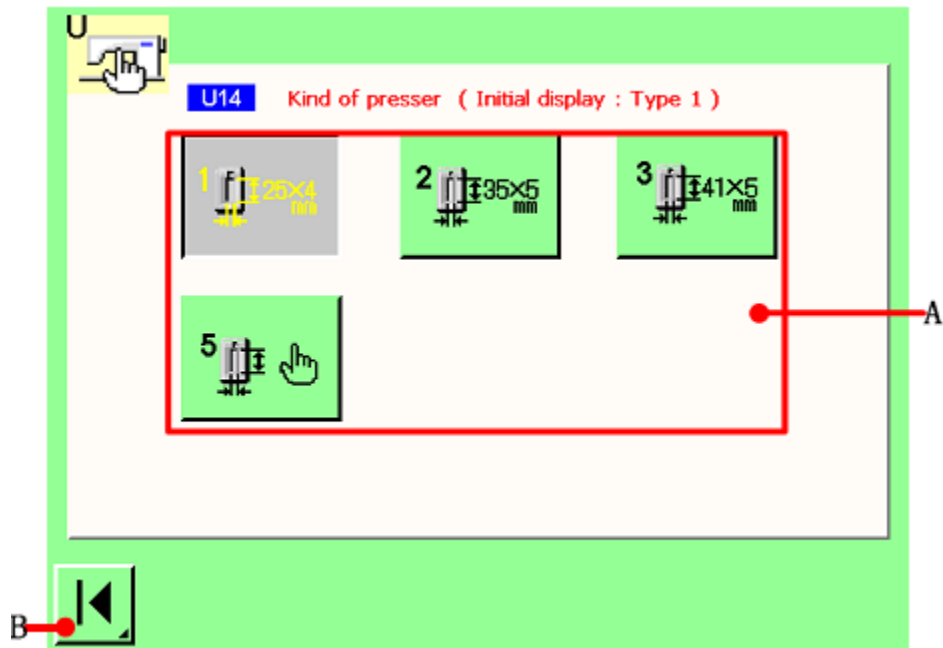 U
U14 Kind of presser ( Initial display : Type 1 )
1 25×4 mm
2 35×5 mm
3 41×5 mm
A
5
B